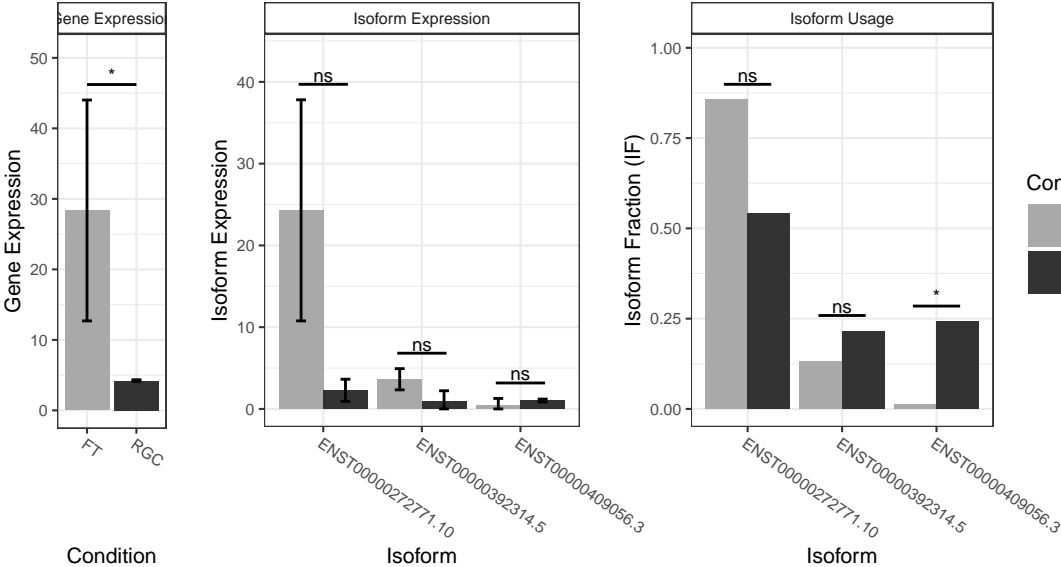 Gene Expression
Isoform Expression
Isoform Usage
Gene Expression
50
40
30
20
10
0
*
FT
RGC
Condition
Isoform Expression
40
30
20
10
0
ns
ns
ns
ENST00000272771.10
ENST00000392314.5
ENST00000409056.3
Isoform
Isoform Fraction (IF)
1.00
0.75
0.50
0.25
0.00
ns
ns
*
ENST00000272771.10
ENST00000392314.5
ENST00000409056.3
Isoform
Con